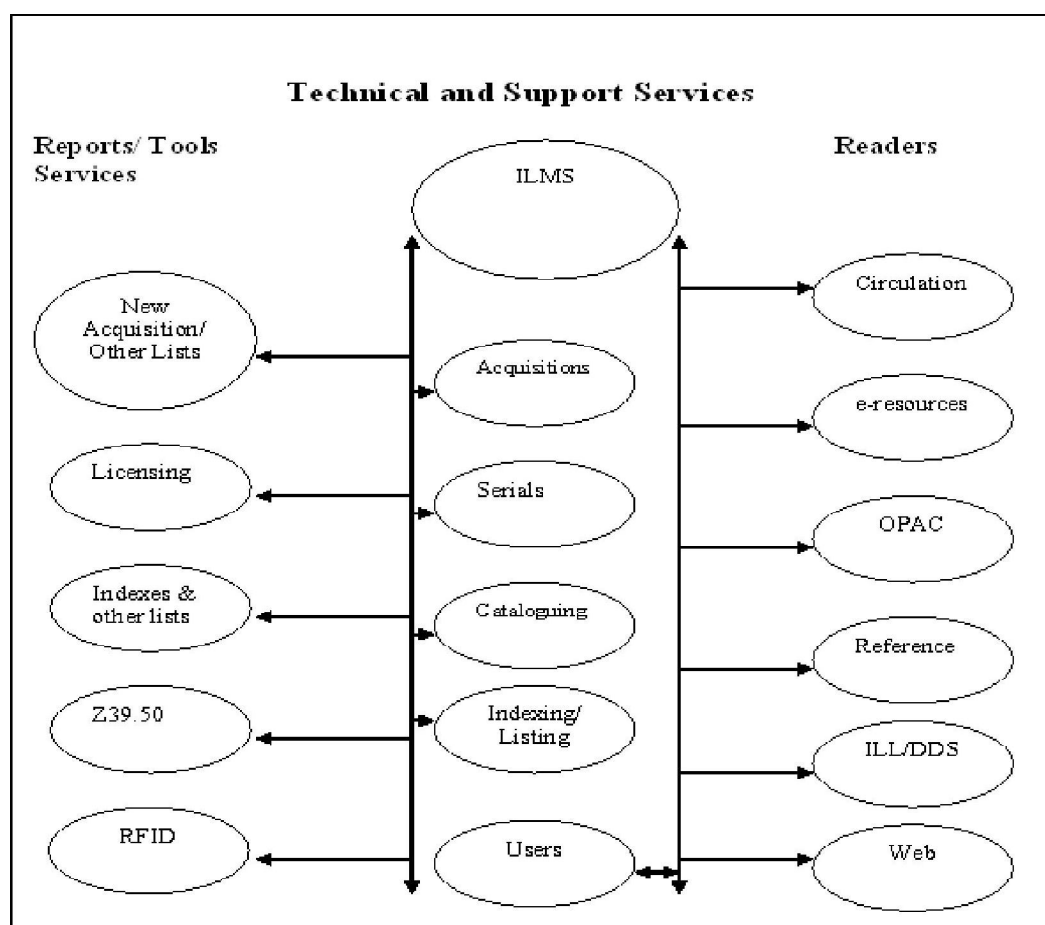 Technical and Support Services
Reports/ Tools
Services
Readers
ILMS
New
Acquisition/
Other Lists
Licensing
Indexes &
other lists
Z39.50
RFID
Acquisitions
Serials
Cataloguing
Indexing/
Listing
Users
Circulation
e-resources
OPAC
Reference
ILL/DDS
Web